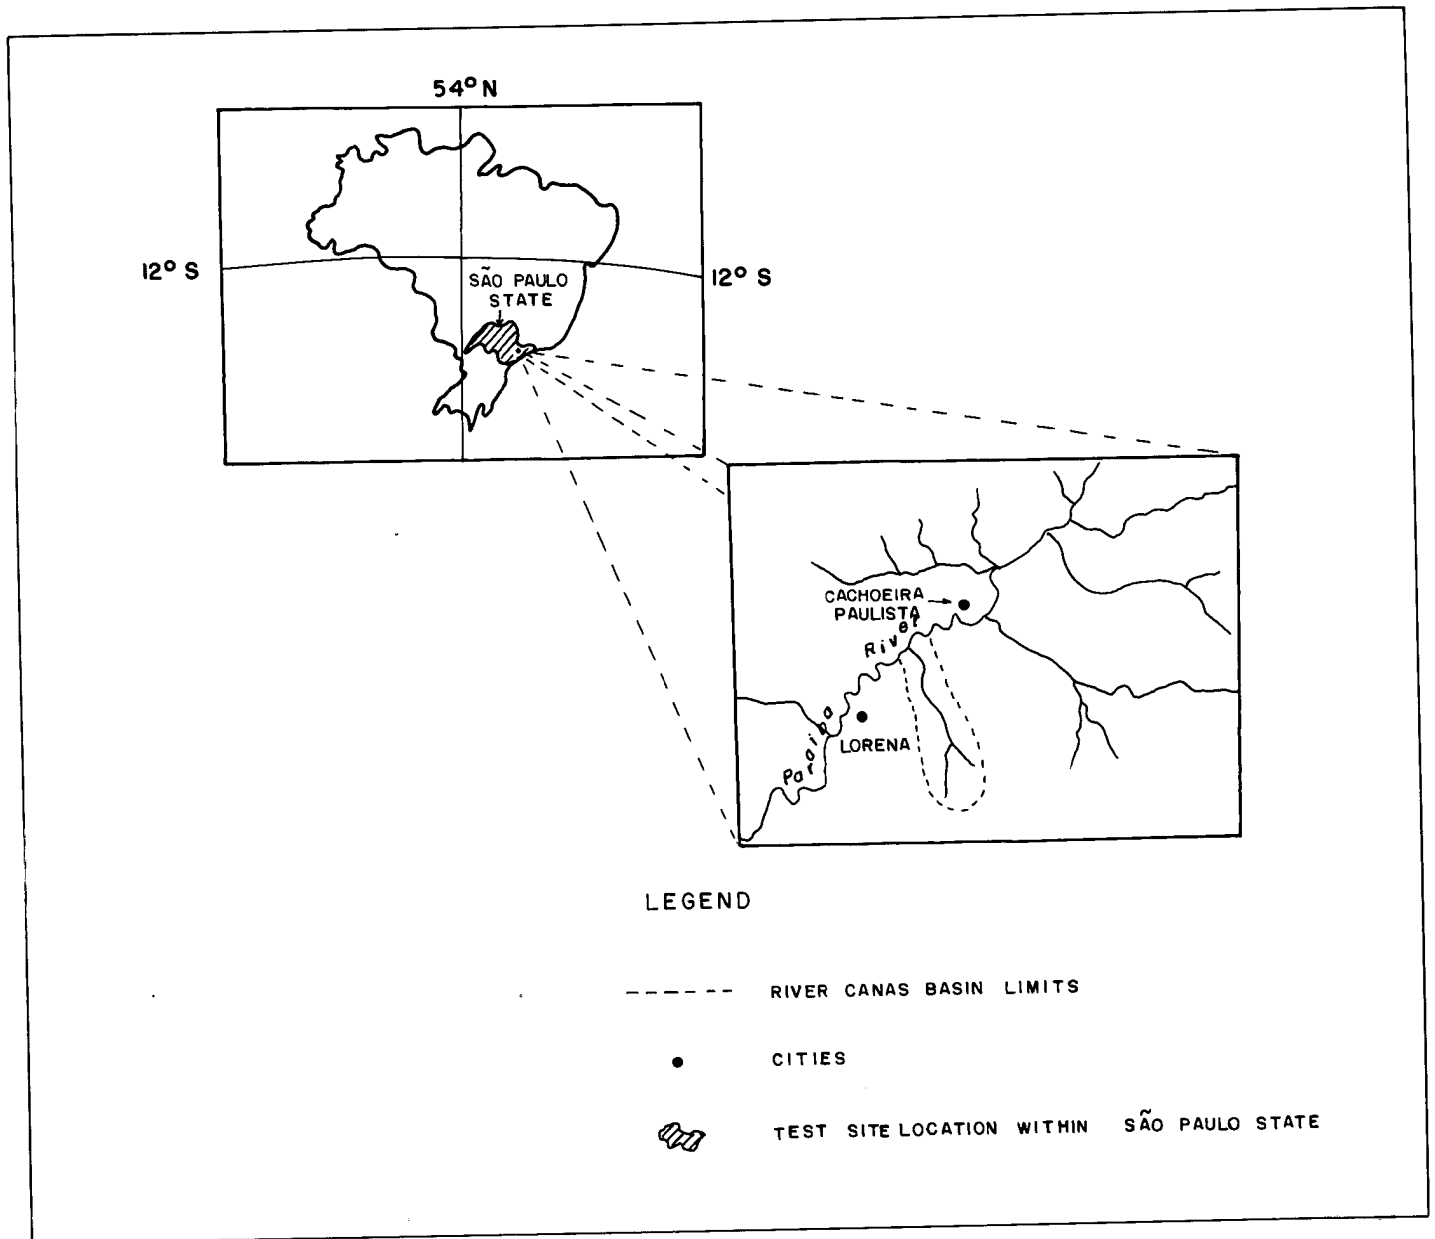 54° N
12° S
12° S
SÃO PAULO
STATE
CACHOEIRA
PAULISTA
River
Paraiba
LORENA
LEGEND
RIVER CANAS BASIN LIMITS
CITIES
TEST SITE LOCATION WITHIN SÃO PAULO STATE